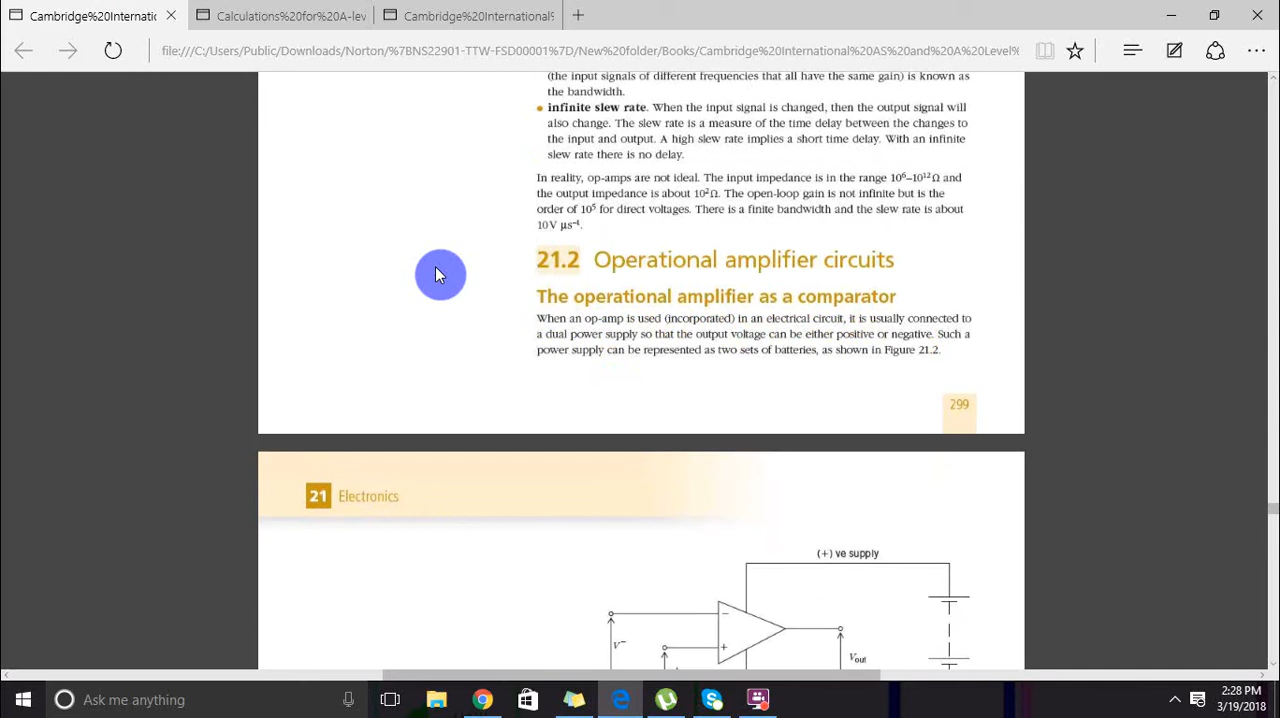 Cambridge%20Internatic
Calculations%20for%20A-lev
Cambridge%20International%
file:///C:/Users/Public/Downloads/Norton/%7BNS22901-TTW-FSD00001%7D/New%20folder/Books/Cambridge%20International%20AS%20and%20A%20Level%
(the input signals of different frequencies that all have the same gain) is known as
the bandwidth.
• infinite slew rate. When the input signal is changed, then the output signal will
also change. The slew rate is a measure of the time delay between the changes to
the input and output. A high slew rate implies a short time delay. With an infinite
slew rate there is no delay.
In reality, op-amps are not ideal. The input impedance is in the range 10⁶–10¹²Ω and
the output impedance is about 10²Ω. The open-loop gain is not infinite but is the
order of 10⁵ for direct voltages. There is a finite bandwidth and the slew rate is about
10V μs⁻¹.
21.2 Operational amplifier circuits
The operational amplifier as a comparator
When an op-amp is used (incorporated) in an electrical circuit, it is usually connected to
a dual power supply so that the output voltage can be either positive or negative. Such a
power supply can be represented as two sets of batteries, as shown in Figure 21.2.
299
21 Electronics
(+) ve supply
−
V⁻
+
Vout
Ask me anything
2:28 PM
3/19/2018